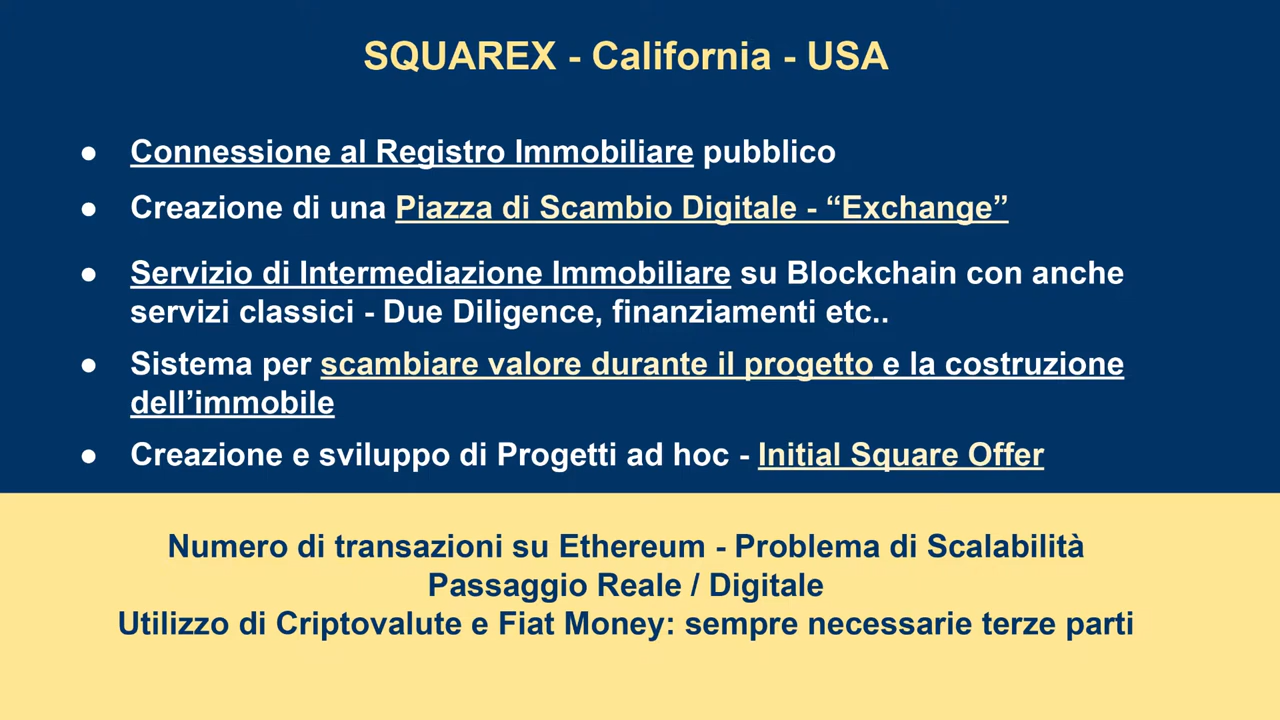 SQUAREX - California - USA
● Connessione al Registro Immobiliare pubblico
● Creazione di una Piazza di Scambio Digitale - “Exchange”
● Servizio di Intermediazione Immobiliare su Blockchain con anche
servizi classici - Due Diligence, finanziamenti etc..
● Sistema per scambiare valore durante il progetto e la costruzione
dell’immobile
● Creazione e sviluppo di Progetti ad hoc - Initial Square Offer
Numero di transazioni su Ethereum - Problema di Scalabilità
Passaggio Reale / Digitale
Utilizzo di Criptovalute e Fiat Money: sempre necessarie terze parti